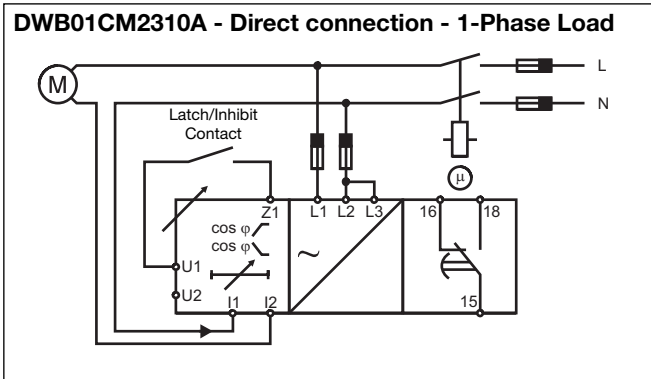 DWB01CM2310A - Direct connection - 1-Phase Load
M
L
N
Latch/Inhibit
Contact
μ
Z1 L1 L2 L3 16 18
cos φ
cos φ
~
U1
U2
I1 I2 15